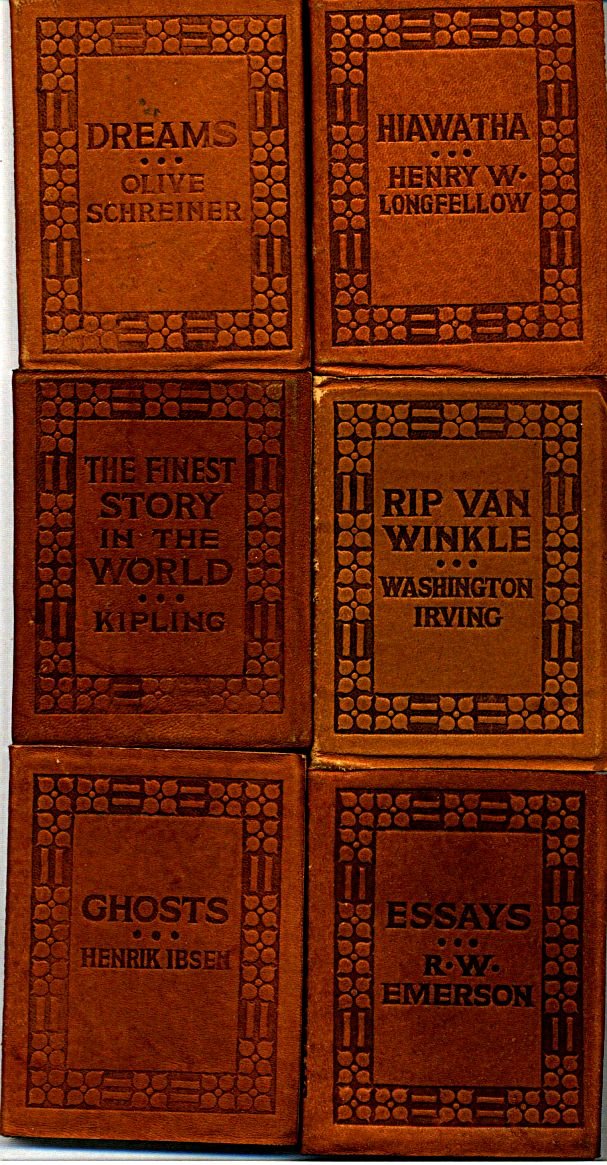 DREAMS
OLIVE
SCHREINER
HIAWATHA
HENRY W.
LONGFELLOW
THE FINEST
STORY
IN THE
WORLD
KIPLING
RIP VAN
WINKLE
WASHINGTON
IRVING
GHOSTS
HENRIK IBSEN
ESSAYS
R.W.
EMERSON